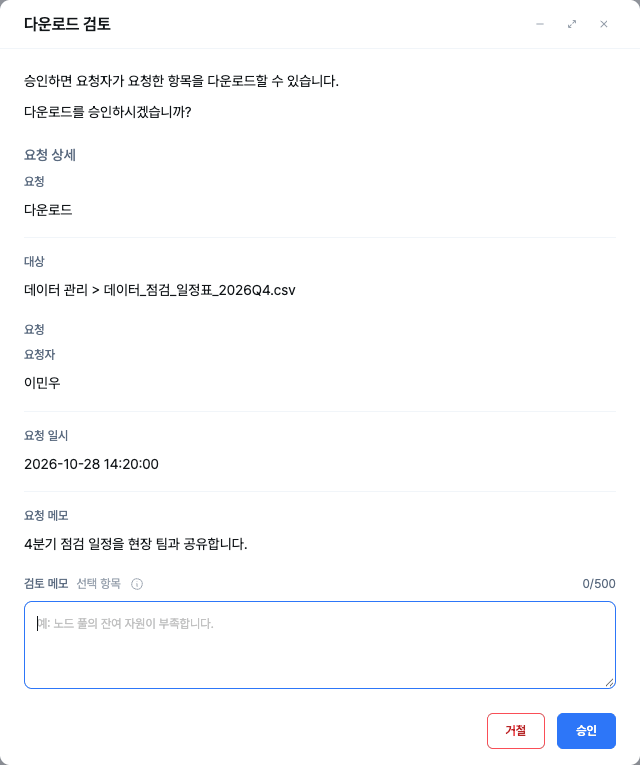 다운로드 검토
승인하면 요청자가 요청한 항목을 다운로드할 수 있습니다.
다운로드를 승인하시겠습니까?
요청 상세
요청
다운로드
대상
데이터 관리 > 데이터_점검_일정표_2026Q4.csv
요청
요청자
이민우
요청 일시
2026-10-28 14:20:00
요청 메모
4분기 점검 일정을 현장 팀과 공유합니다.
검토 메모 선택 항목 0/500
예: 노드 풀의 잔여 자원이 부족합니다.
거절 승인